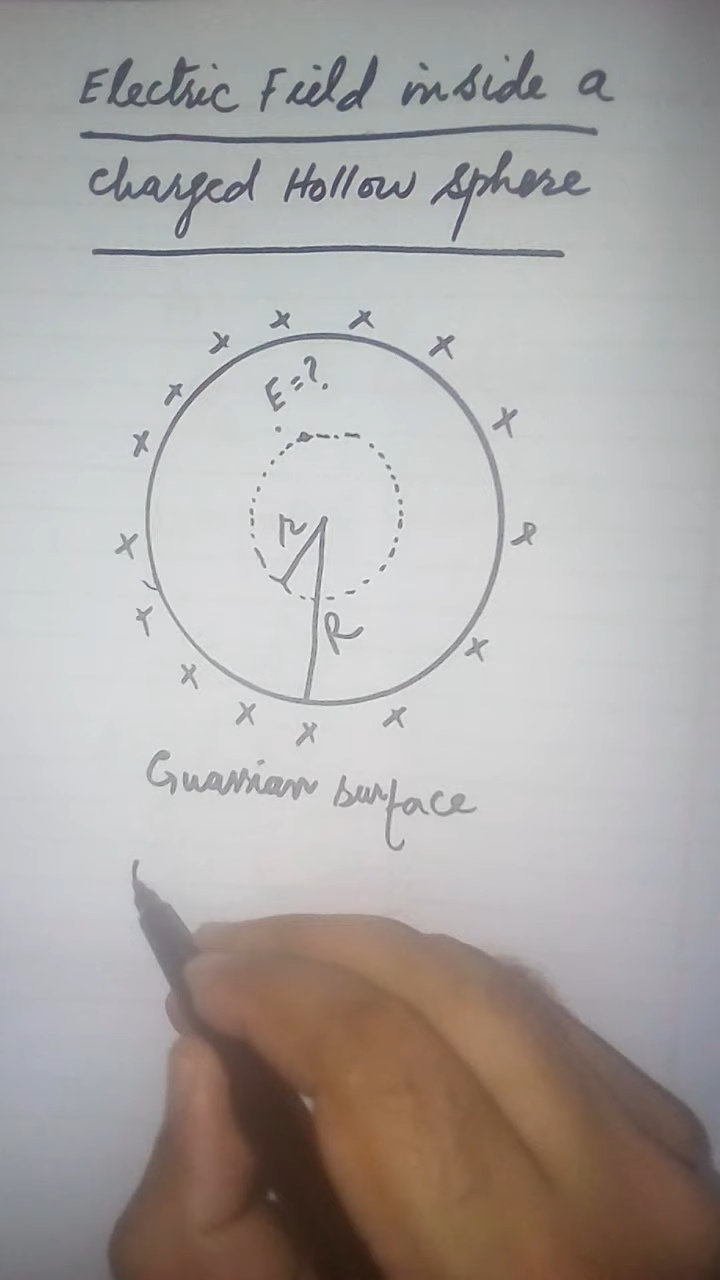 Electric Field inside a
charged Hollow sphere
x x x x
x x
x x
E=?
r
x x
R
x x
x x
x x
Guassian surface